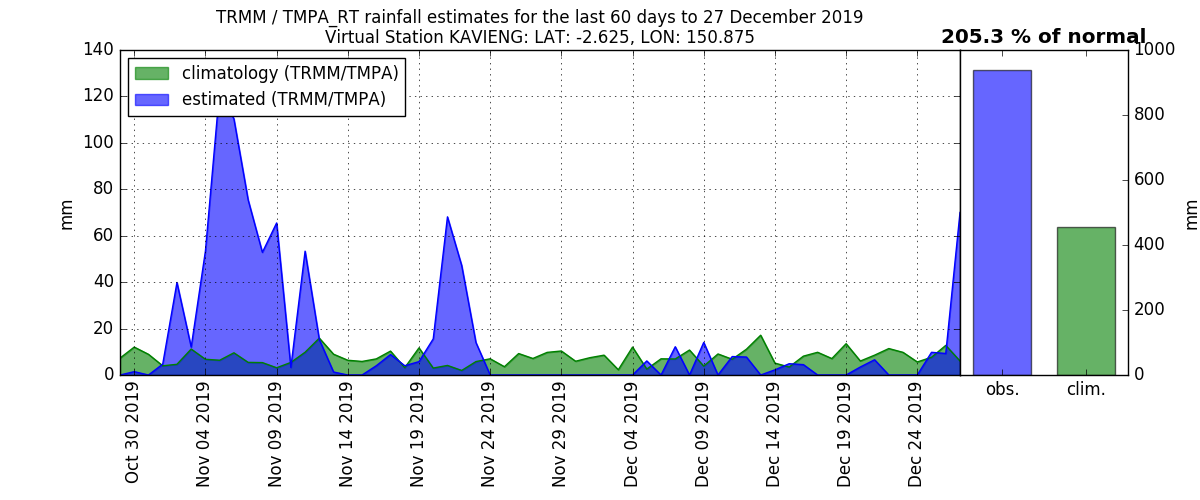 TRMM / TMPA_RT rainfall estimates for the last 60 days to 27 December 2019
Virtual Station KAVIENG: LAT: -2.625, LON: 150.875
205.3 % of normal
climatology (TRMM/TMPA)
estimated (TRMM/TMPA)
mm
140
120
100
80
60
40
20
0
Oct 30 2019
Nov 04 2019
Nov 09 2019
Nov 14 2019
Nov 19 2019
Nov 24 2019
Nov 29 2019
Dec 04 2019
Dec 09 2019
Dec 14 2019
Dec 19 2019
Dec 24 2019
1000
800
600
400
200
0
mm
obs.
clim.